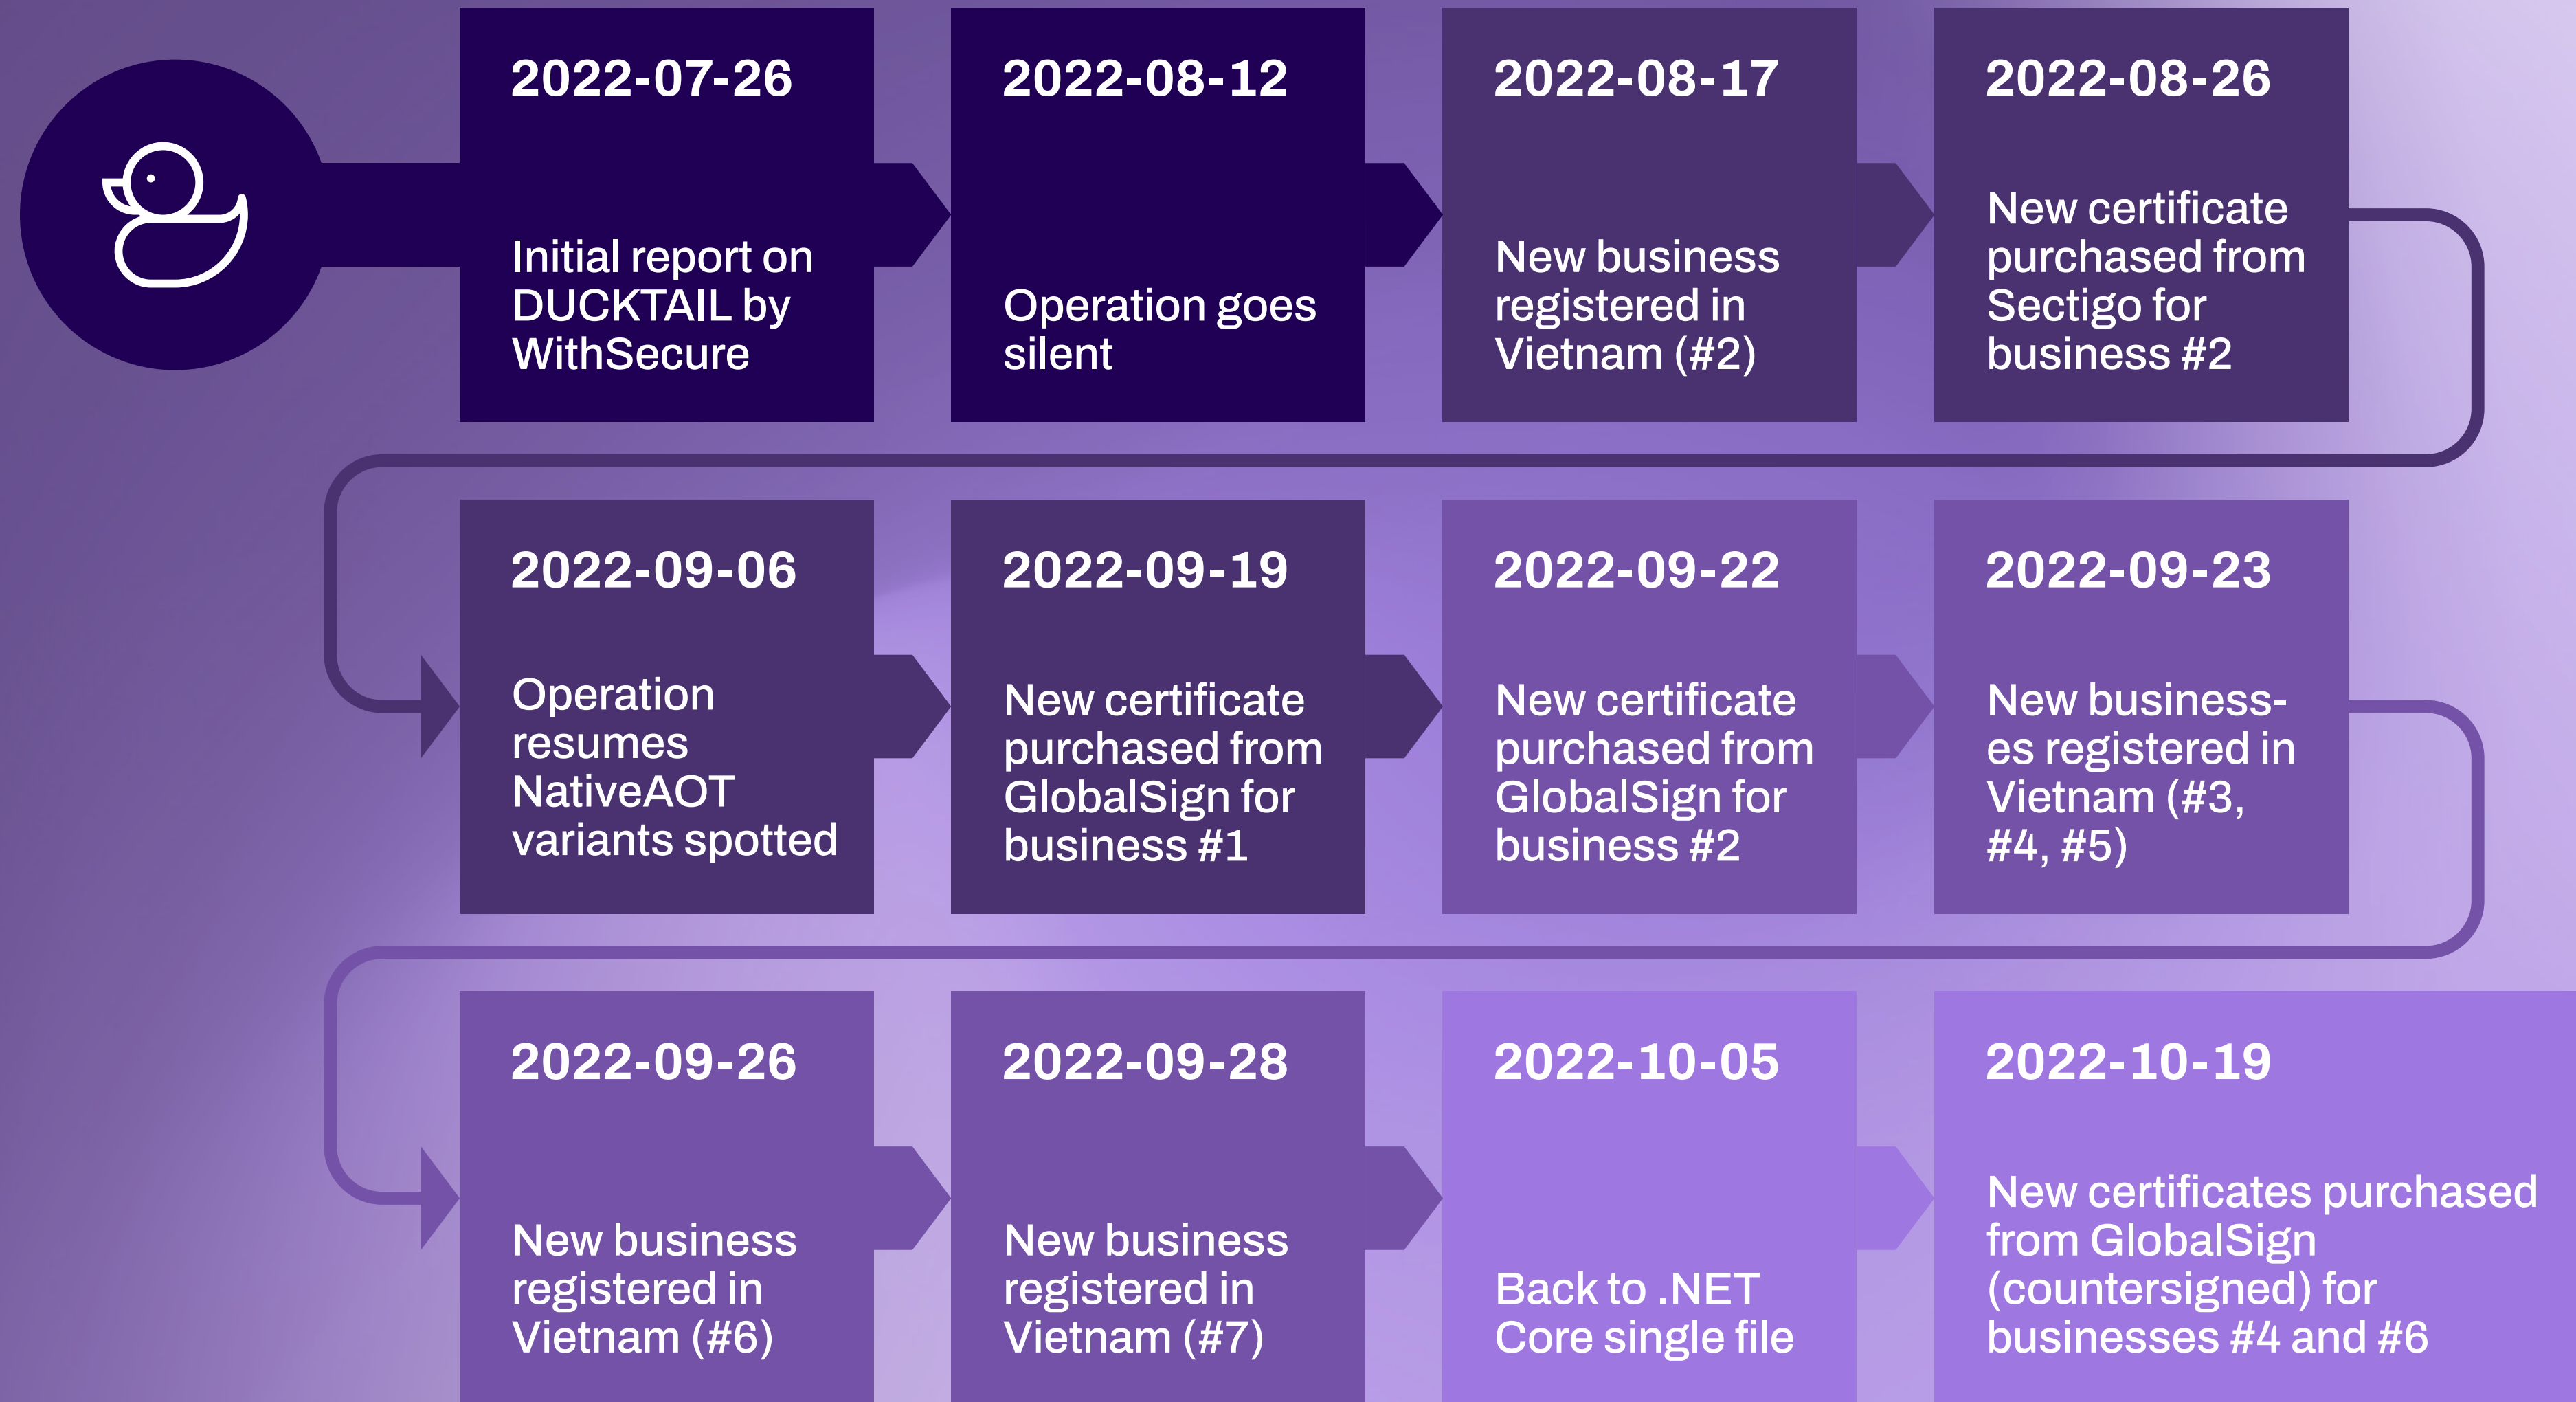 2022-07-26
Initial report on
DUCKTAIL by
WithSecure
2022-08-12
Operation goes
silent
2022-08-17
New business
registered in
Vietnam (#2)
2022-08-26
New certificate
purchased from
Sectigo for
business #2
2022-09-06
Operation
resumes
NativeAOT
variants spotted
2022-09-19
New certificate
purchased from
GlobalSign for
business #1
2022-09-22
New certificate
purchased from
GlobalSign for
business #2
2022-09-23
New business-
es registered in
Vietnam (#3,
#4, #5)
2022-09-26
New business
registered in
Vietnam (#6)
2022-09-28
New business
registered in
Vietnam (#7)
2022-10-05
Back to .NET
Core single file
2022-10-19
New certificates purchased
from GlobalSign
(countersigned) for
businesses #4 and #6